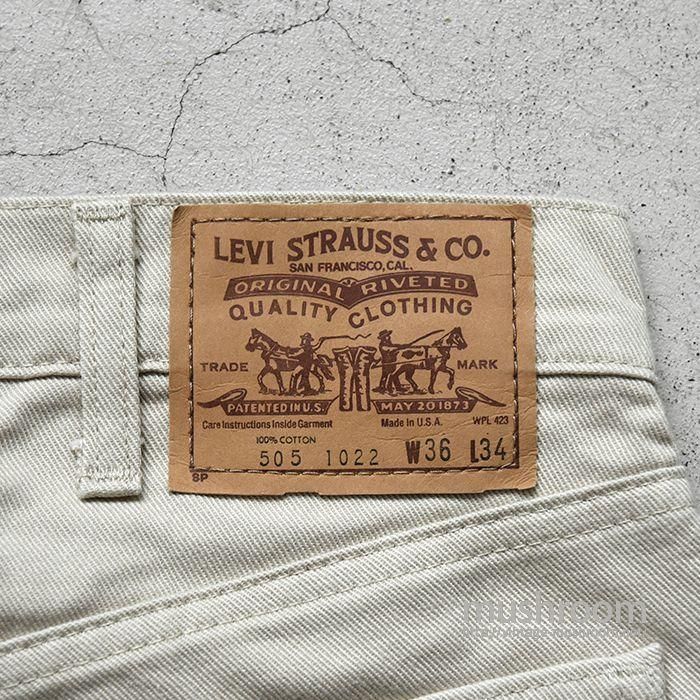 LEVI STRAUSS & CO.
SAN FRANCISCO, CAL.
ORIGINAL RIVETED
QUALITY CLOTHING
TRADE MARK
PATENTED IN U.S. MAY 20 1873
Care Instructions Inside Garment Made in U.S.A. WPL 423
100% COTTON
505 1022 W36 L34
SP
mushroom